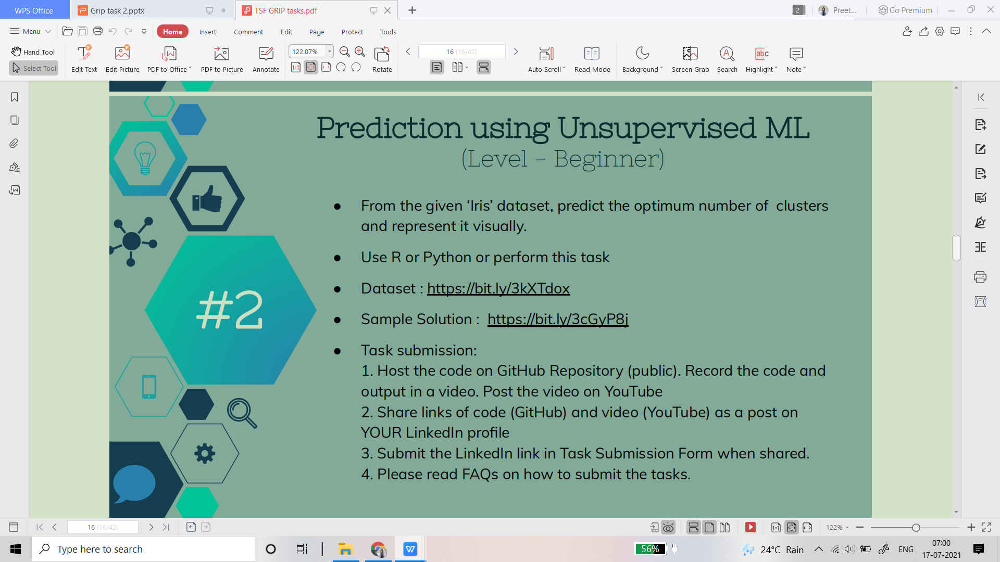 WPS Office
Grip task 2.pptx
TSF GRIP tasks.pdf
2
Preet...
Go Premium
Menu
Home
Insert
Comment
Edit
Page
Protect
Tools
Hand Tool
Select Tool
Edit Text
Edit Picture
PDF to Office
PDF to Picture
Annotate
122.07%
Rotate
16 (16/42)
Auto Scroll
Read Mode
Background
Screen Grab
Search
Highlight
Note
Prediction using Unsupervised ML
(Level – Beginner)
#2
● From the given ‘Iris’ dataset, predict the optimum number of clusters
and represent it visually.
● Use R or Python or perform this task
● Dataset : https://bit.ly/3kXTdox
● Sample Solution : https://bit.ly/3cGyP8j
● Task submission:
1. Host the code on GitHub Repository (public). Record the code and
output in a video. Post the video on YouTube
2. Share links of code (GitHub) and video (YouTube) as a post on
YOUR LinkedIn profile
3. Submit the LinkedIn link in Task Submission Form when shared.
4. Please read FAQs on how to submit the tasks.
16 (16/42)
122%
Type here to search
56%
24°C Rain
ENG
07:00
17-07-2021